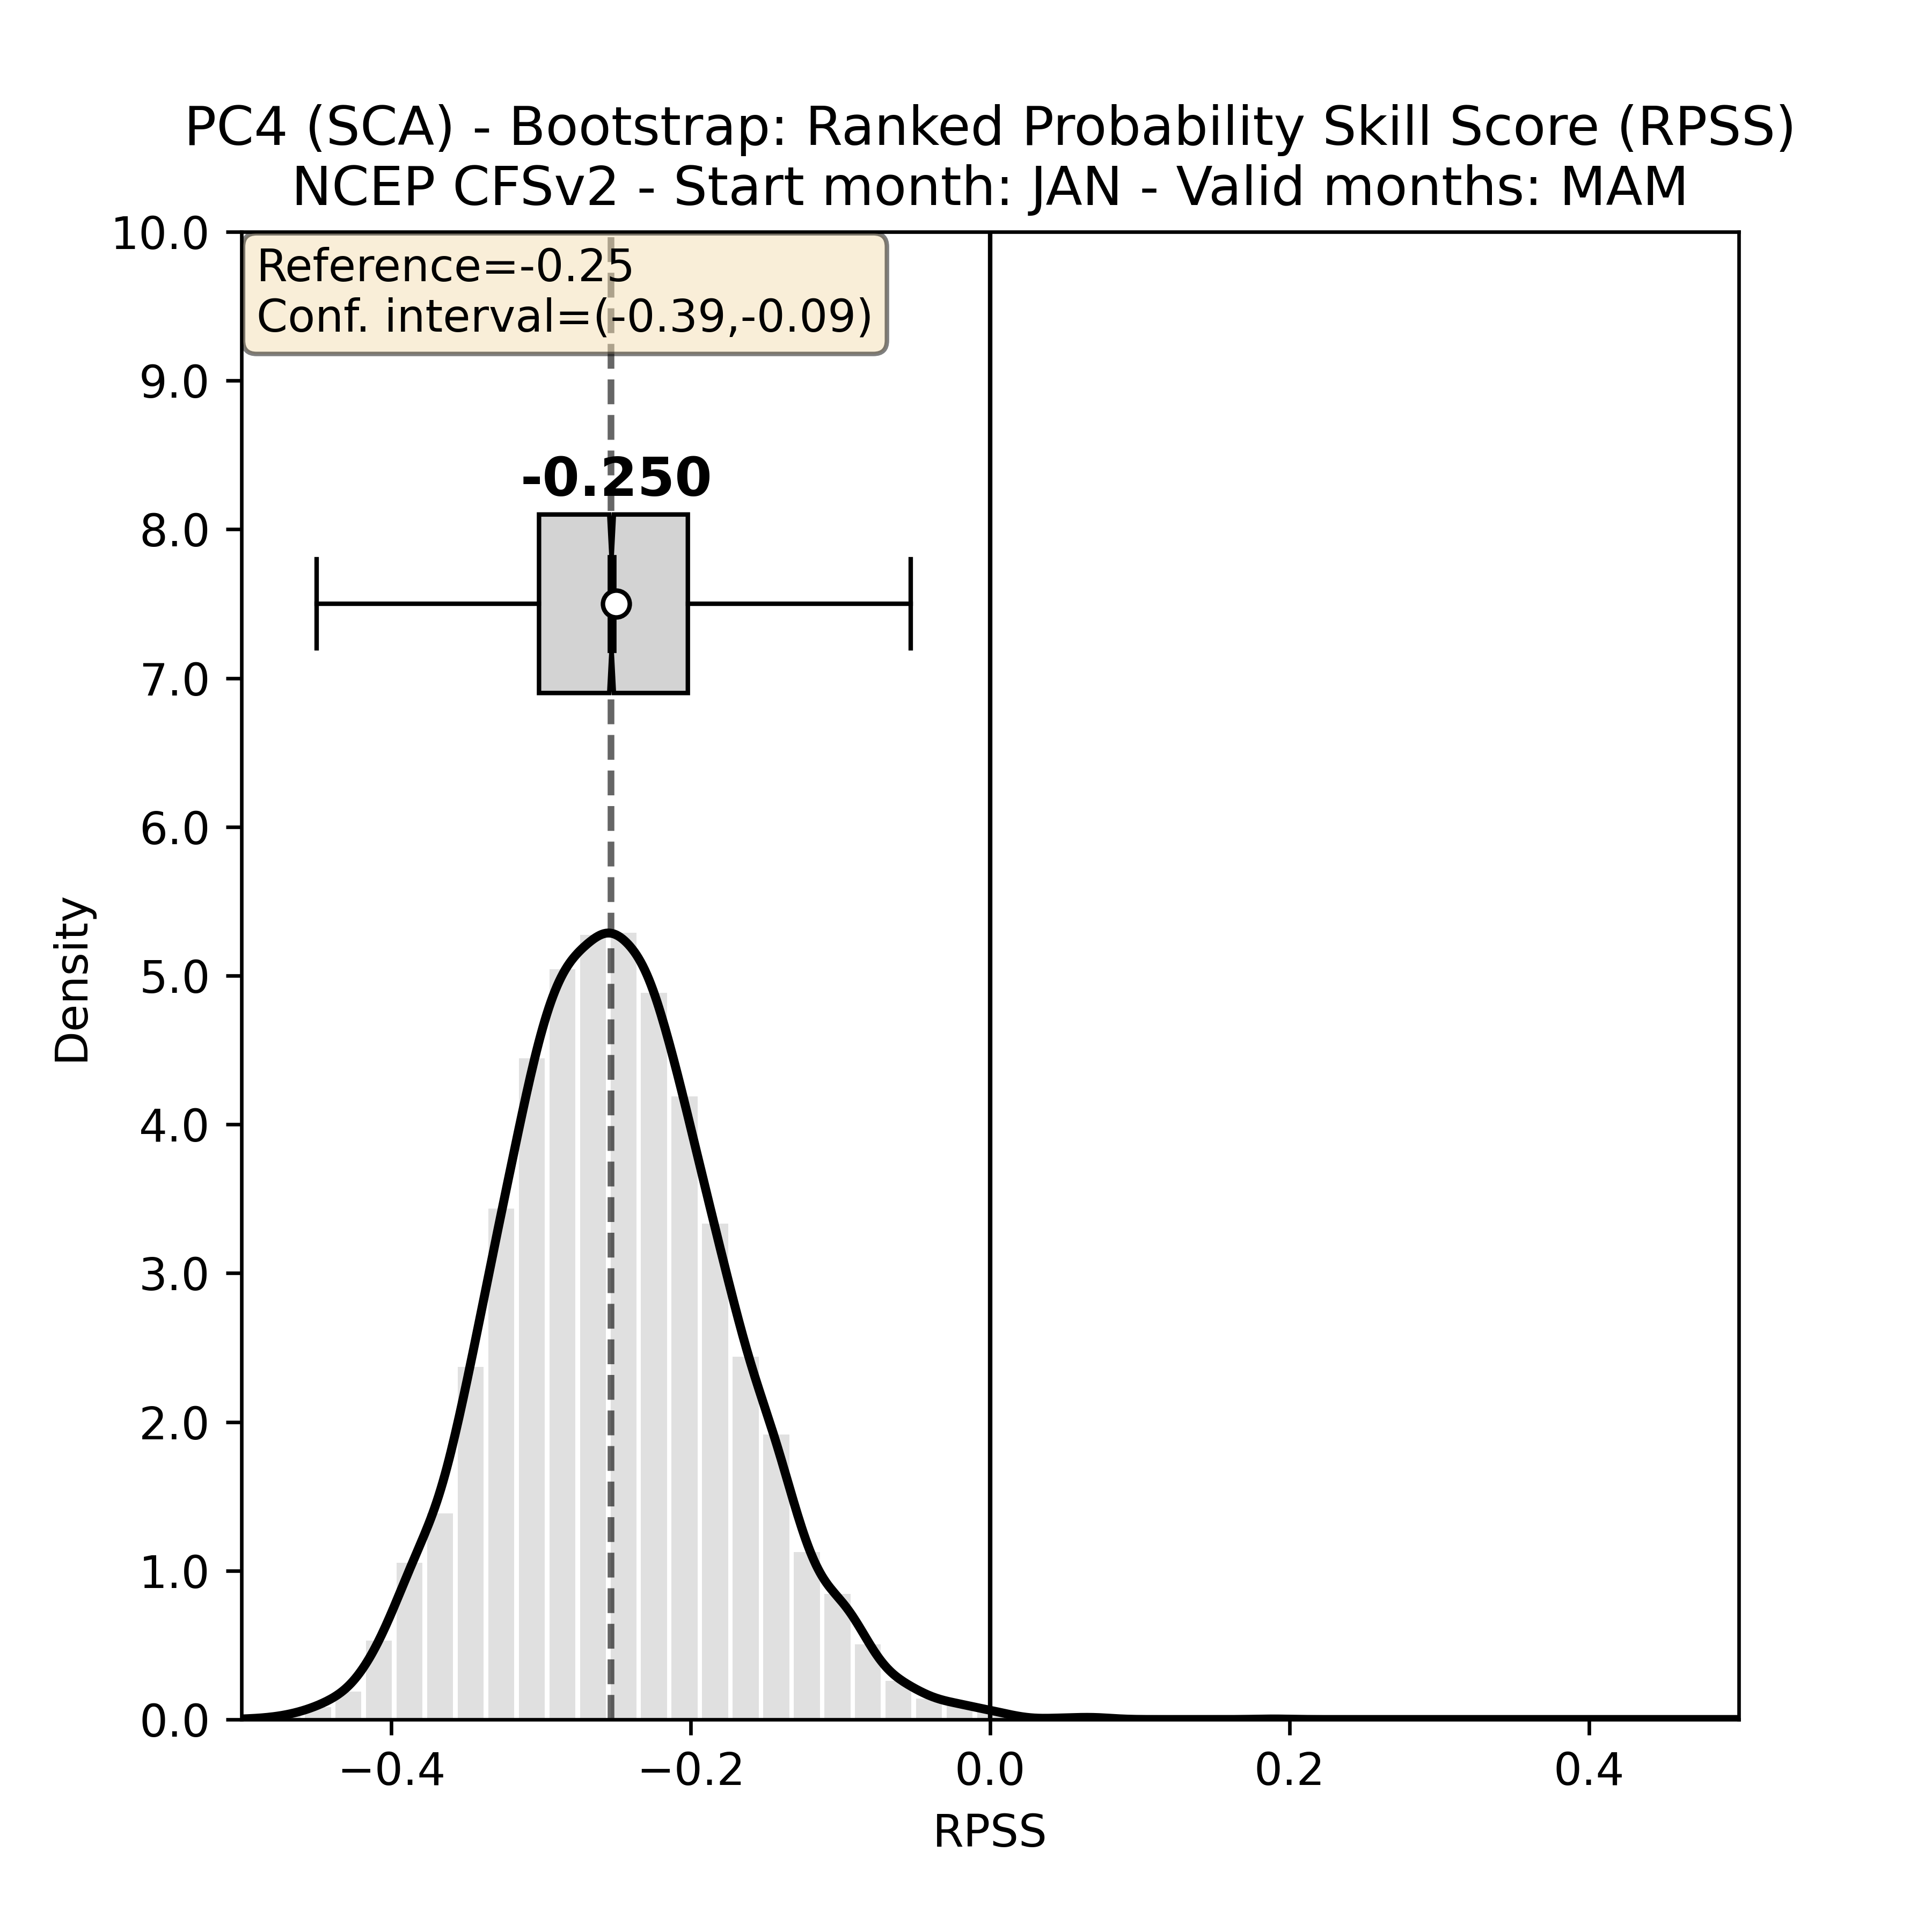 PC4 (SCA) - Bootstrap: Ranked Probability Skill Score (RPSS)
NCEP CFSv2 - Start month: JAN - Valid months: MAM
10.0
Reference=-0.25
Conf. interval=(-0.39,-0.09)
9.0
-0.250
8.0
7.0
6.0
5.0
4.0
3.0
2.0
1.0
0.0
Density
−0.4 −0.2 0.0 0.2 0.4
RPSS